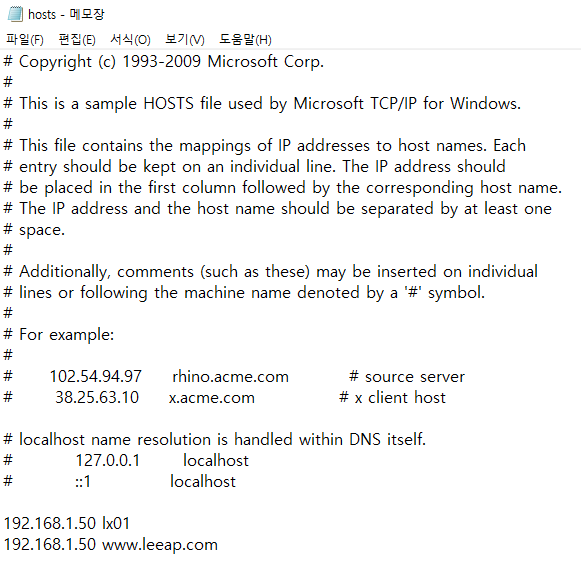 hosts - 메모장
파일(F) 편집(E) 서식(O) 보기(V) 도움말(H)
# Copyright (c) 1993-2009 Microsoft Corp.
#
# This is a sample HOSTS file used by Microsoft TCP/IP for Windows.
#
# This file contains the mappings of IP addresses to host names. Each
# entry should be kept on an individual line. The IP address should
# be placed in the first column followed by the corresponding host name.
# The IP address and the host name should be separated by at least one
# space.
#
# Additionally, comments (such as these) may be inserted on individual
# lines or following the machine name denoted by a '#' symbol.
#
# For example:
#
#      102.54.94.97     rhino.acme.com          # source server
#       38.25.63.10     x.acme.com              # x client host

# localhost name resolution is handled within DNS itself.
#          127.0.0.1       localhost
#          ::1             localhost

192.168.1.50 lx01
192.168.1.50 www.leeap.com